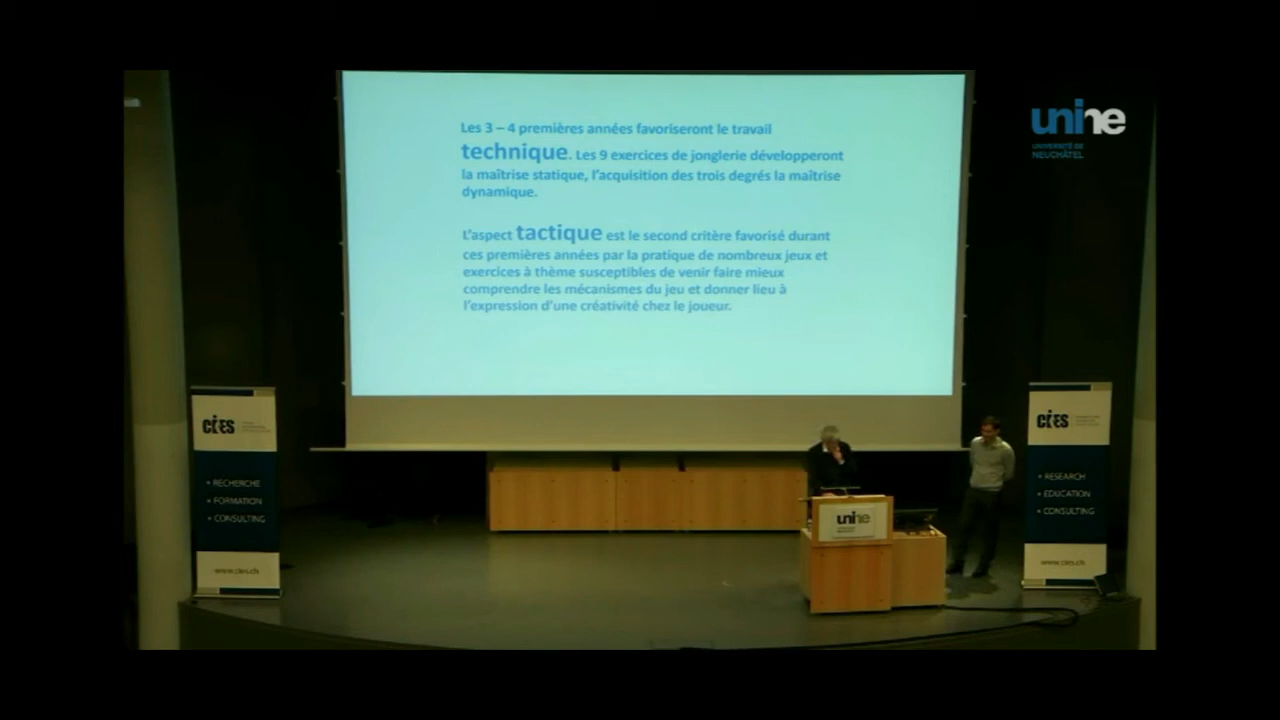 Les 3 – 4 premières années favoriseront le travail
technique. Les 9 exercices de jonglerie développeront
la maîtrise statique, l'acquisition des trois degrés la maîtrise
dynamique.
L'aspect tactique est le second critère favorisé durant
ces premières années par la pratique de nombreux jeux et
exercices à thème susceptibles de venir faire mieux
comprendre les mécanismes du jeu et donner lieu à
l'expression d'une créativité chez le joueur.
unine
UNIVERSITÉ DE
NEUCHÂTEL
CIES
• RECHERCHE
• FORMATION
• CONSULTING
www.cies.ch
unine
CIES
• RESEARCH
• EDUCATION
• CONSULTING
www.cies.ch